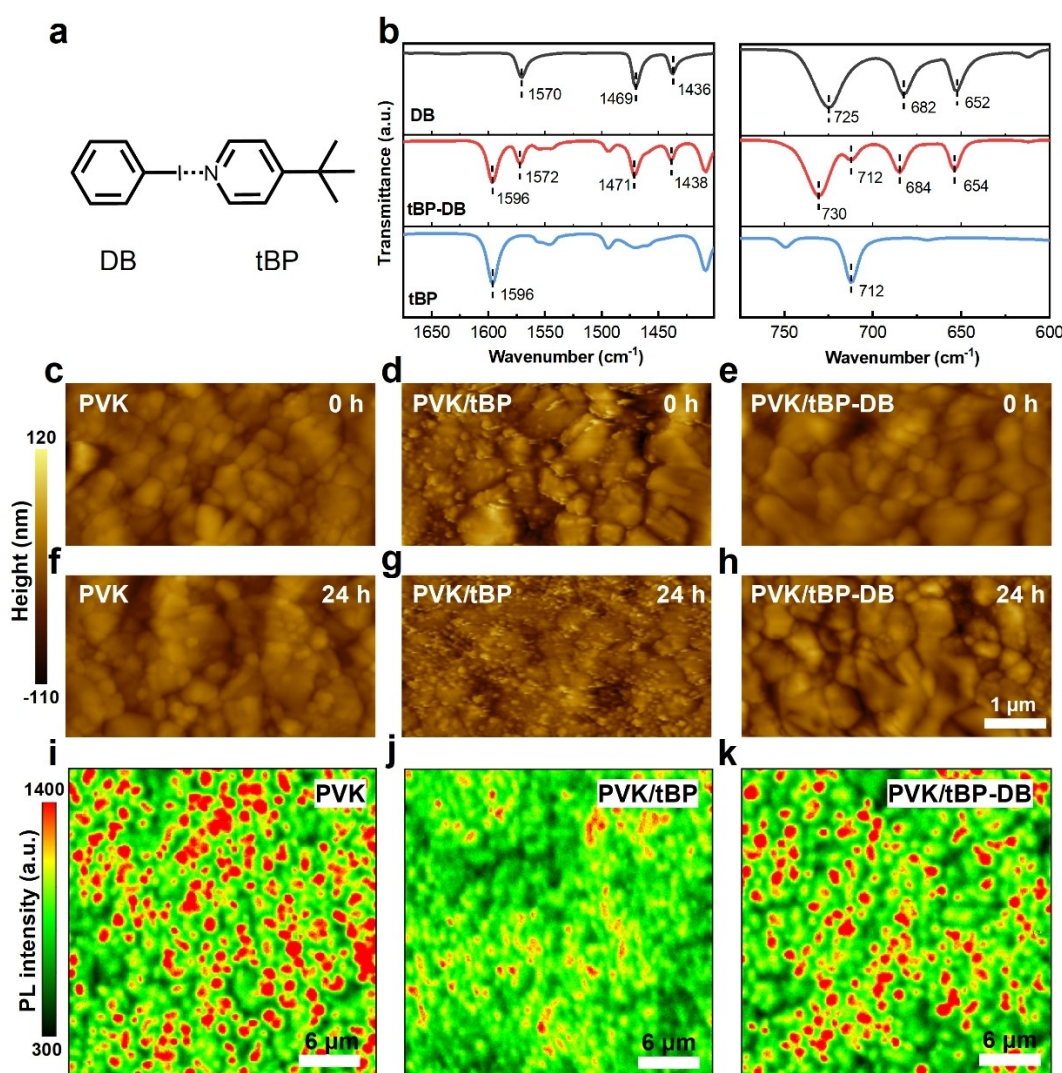 a
I
N
DB
tBP
b
Transmittance (a.u.)
1570
1469
1436
DB
1596
1572
1471
1438
tBP-DB
1596
tBP
1650
1600
1550
1500
1450
Wavenumber (cm⁻¹)
725
682
652
730
712
684
654
712
750
700
650
600
Wavenumber (cm⁻¹)
c
PVK
0 h
d
PVK/tBP
0 h
e
PVK/tBP-DB
0 h
120
Height (nm)
-110
f
PVK
24 h
g
PVK/tBP
24 h
h
PVK/tBP-DB
24 h
1 µm
i
PVK
6 µm
j
PVK/tBP
6 µm
k
PVK/tBP-DB
6 µm
1400
PL intensity (a.u.)
300